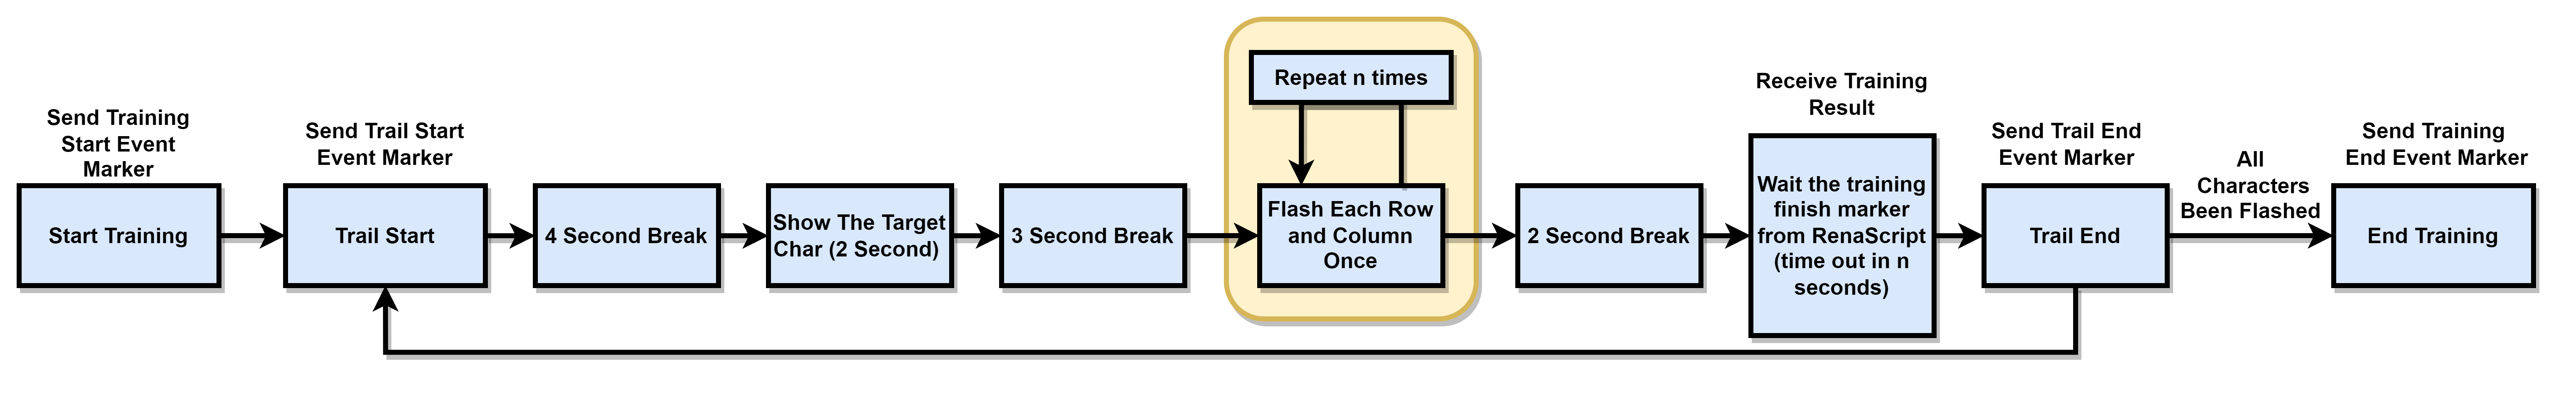 Send Training
Start Event
Marker
Start Training
Send Trail Start
Event Marker
Trail Start
4 Second Break
Show The Target
Char (2 Second)
3 Second Break
Repeat n times
Flash Each Row
and Column
Once
2 Second Break
Receive Training
Result
Wait the training
finish marker
from RenaScript
(time out in n
seconds)
Send Trail End
Event Marker
Trail End
All
Characters
Been Flashed
Send Training
End Event Marker
End Training